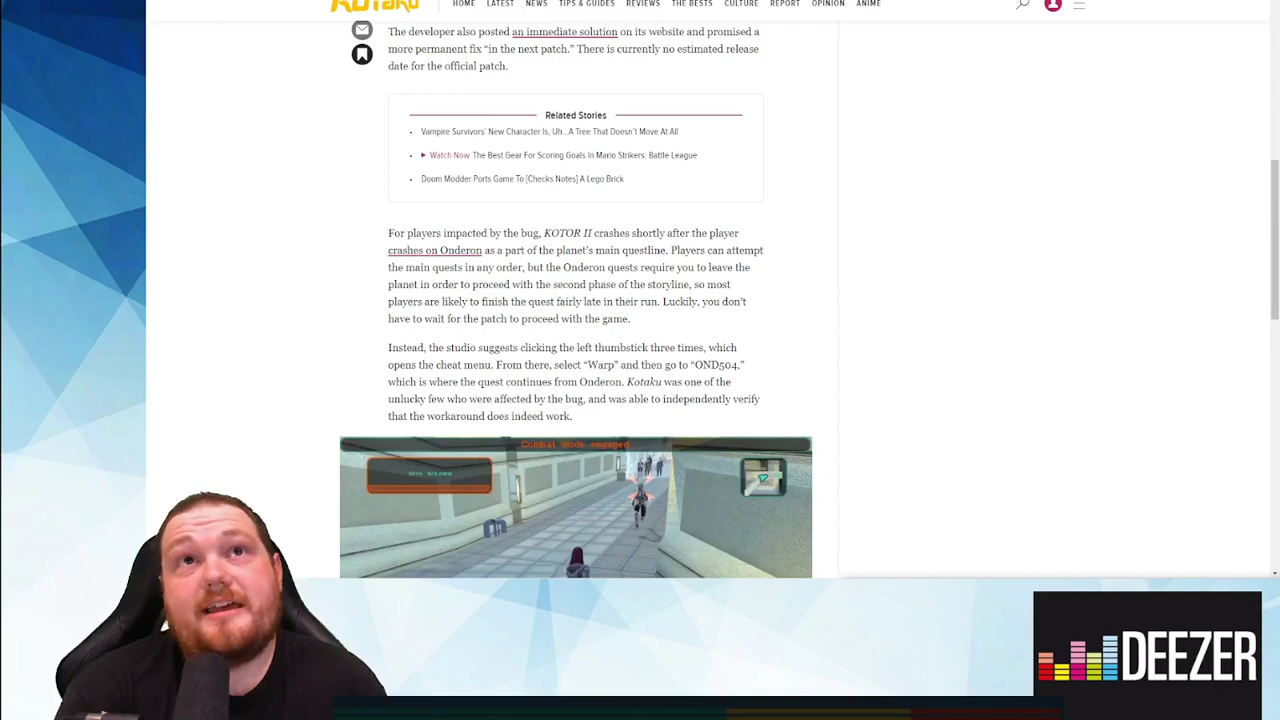 KOTAKU
HOME LATEST NEWS TIPS & GUIDES REVIEWS THE BESTS CULTURE REPORT OPINION ANIME
The developer also posted an immediate solution on its website and promised a
more permanent fix “in the next patch.” There is currently no estimated release
date for the official patch.
Related Stories
Vampire Survivors’ New Character Is, Uh...A Tree That Doesn’t Move At All
Watch Now The Best Gear For Scoring Goals In Mario Strikers: Battle League
Doom Modder Ports Game To [Checks Notes] A Lego Brick
For players impacted by the bug, KOTOR II crashes shortly after the player
crashes on Onderon as a part of the planet’s main questline. Players can attempt
the main quests in any order, but the Onderon quests require you to leave the
planet in order to proceed with the second phase of the storyline, so most
players are likely to finish the quest fairly late in their run. Luckily, you don’t
have to wait for the patch to proceed with the game.
Instead, the studio suggests clicking the left thumbstick three times, which
opens the cheat menu. From there, select “Warp” and then go to “OND504,”
which is where the quest continues from Onderon. Kotaku was one of the
unlucky few who were affected by the bug, and was able to independently verify
that the workaround does indeed work.
Combat mode engaged.
SITH SOLDIER
DEEZER